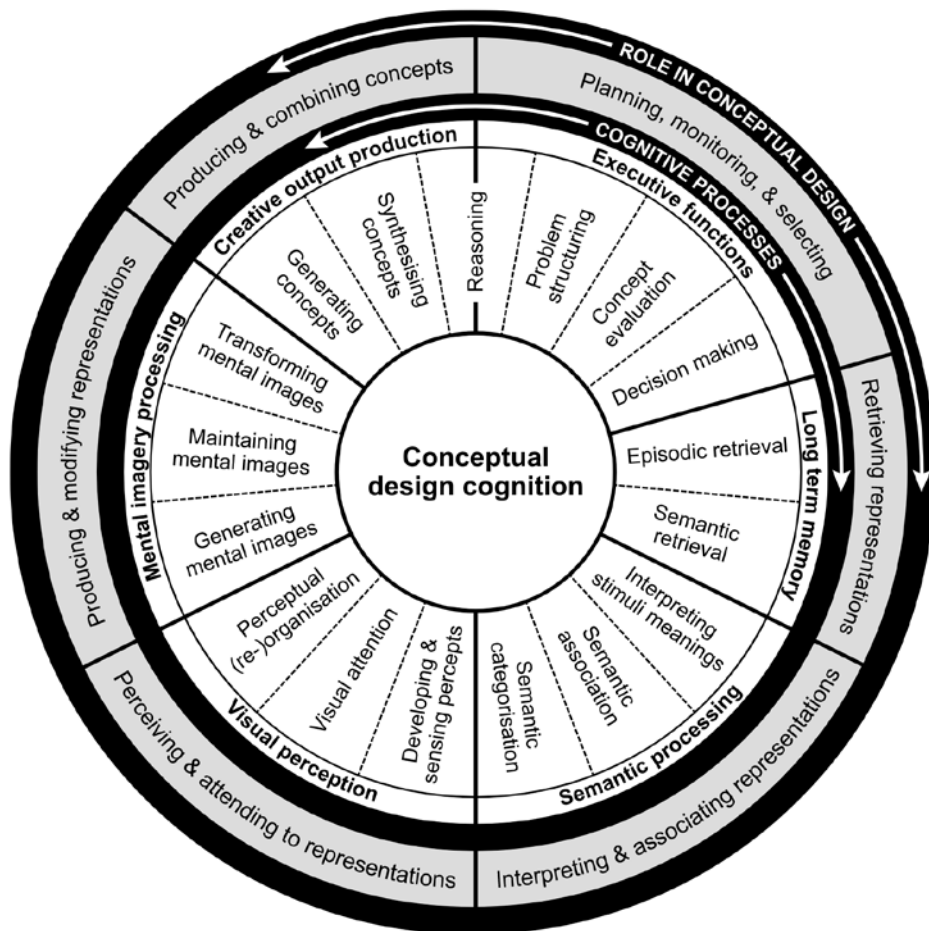 ROLE IN CONCEPTUAL DESIGN
Planning, monitoring, & selecting
Retrieving representations
Interpreting & associating representations
Perceiving & attending to representations
Producing & modifying representations
Producing & combining concepts
COGNITIVE PROCESSES
Executive functions
Long term memory
Semantic processing
Visual perception
Mental imagery processing
Creative output production
Reasoning
Problem
structuring
Concept
evaluation
Decision making
Episodic retrieval
Semantic
retrieval
Interpreting
stimuli meanings
Semantic
association
Semantic
categorisation
Developing &
sensing percepts
Visual attention
Perceptual
(re-)organisation
Generating
mental images
Maintaining
mental images
Transforming
mental images
Generating
concepts
Synthesising
concepts
Conceptual
design cognition